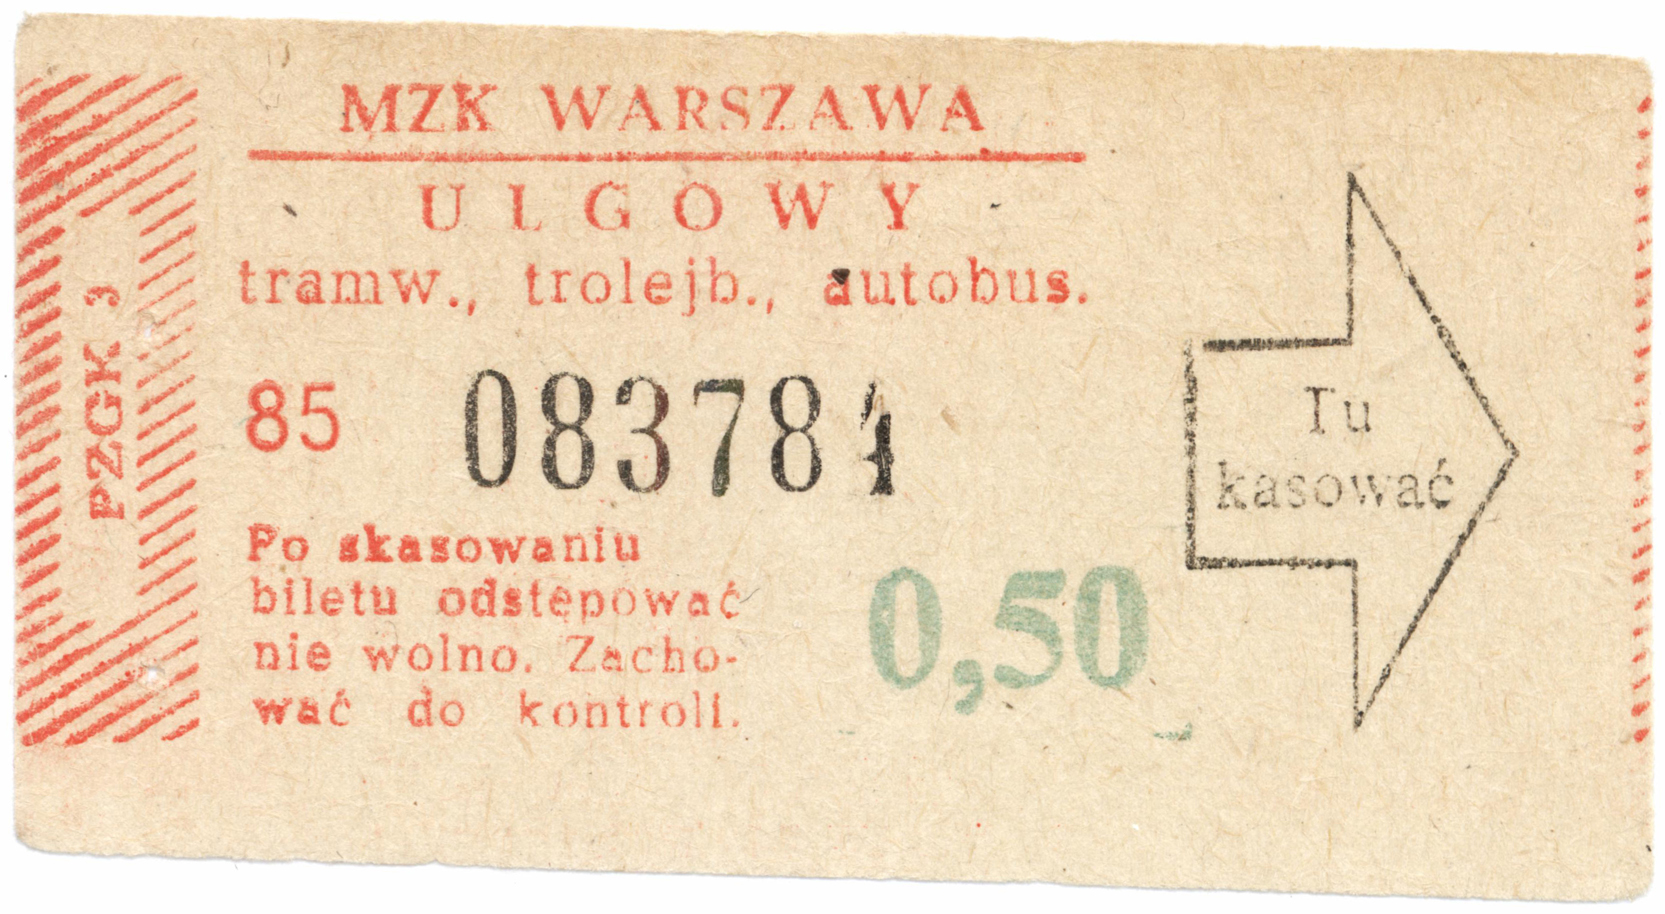 MZK WARSZAWA
ULGOWY
tramw., trolejb., autobus.
85 083784
Po skasowaniu
biletu odstępować
nie wolno. Zacho-
wać do kontroli.
0,50
Tu
kasować
PZGK 3